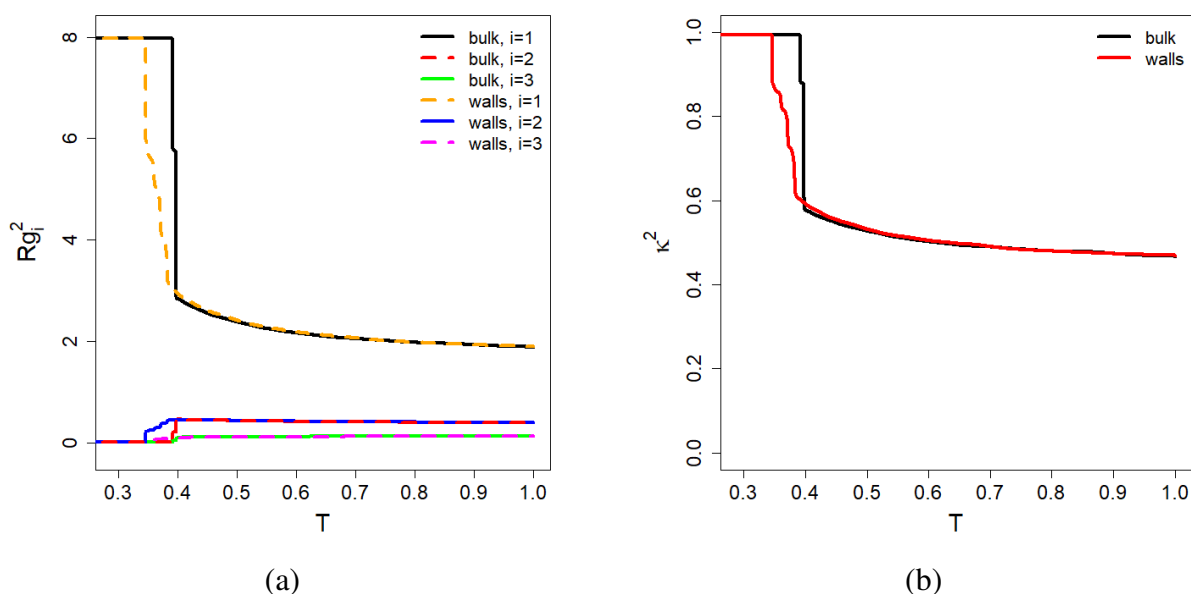 8
6
4
2
0
Rg_i^2
bulk, i=1
bulk, i=2
bulk, i=3
walls, i=1
walls, i=2
walls, i=3
0.3 0.4 0.5 0.6 0.7 0.8 0.9 1.0
T
(a)
1.0
0.8
0.6
0.4
0.2
0.0
κ^2
bulk
walls
0.3 0.4 0.5 0.6 0.7 0.8 0.9 1.0
T
(b)